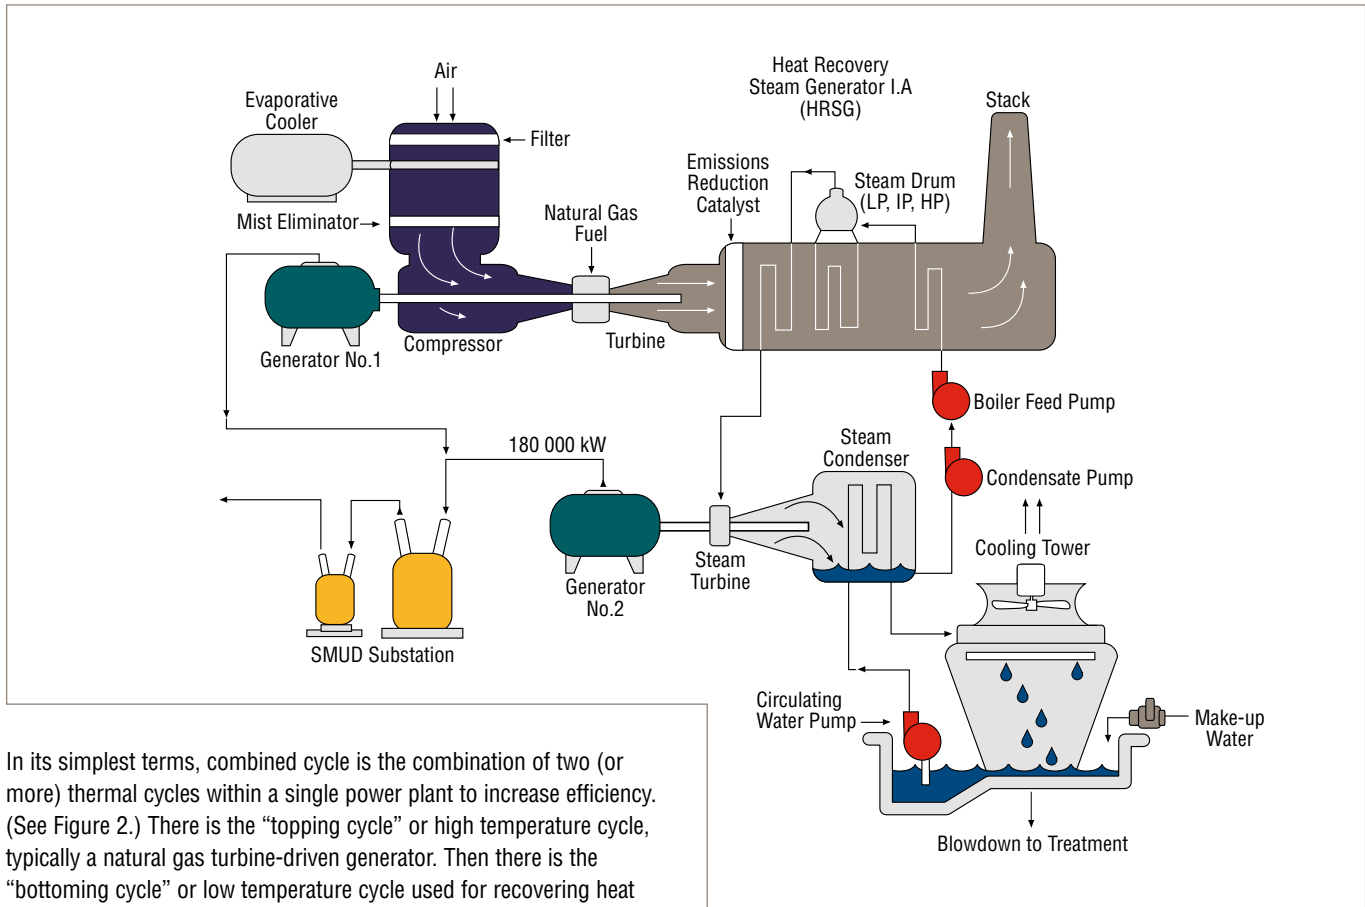 Air
Evaporative
Cooler
Filter
Mist Eliminator
Generator No.1
Compressor
Natural Gas
Fuel
Turbine
Emissions
Reduction
Catalyst
Heat Recovery
Steam Generator I.A
(HRSG)
Steam Drum
(LP, IP, HP)
Stack
Boiler Feed Pump
Condensate Pump
180 000 kW
Steam
Condenser
Generator
No.2
Steam
Turbine
SMUD Substation
Cooling Tower
Circulating
Water Pump
Make-up
Water
Blowdown to Treatment
In its simplest terms, combined cycle is the combination of two (or
more) thermal cycles within a single power plant to increase efficiency.
(See Figure 2.) There is the “topping cycle” or high temperature cycle,
typically a natural gas turbine-driven generator. Then there is the
“bottoming cycle” or low temperature cycle used for recovering heat